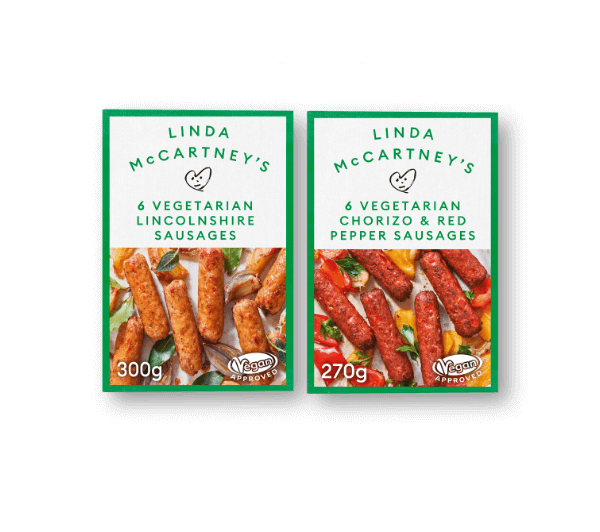 LINDA
McCARTNEY'S
6 VEGETARIAN
LINCOLNSHIRE
SAUSAGES
300g
Vegan
APPROVED
LINDA
McCARTNEY'S
6 VEGETARIAN
CHORIZO & RED
PEPPER SAUSAGES
270g
Vegan
APPROVED